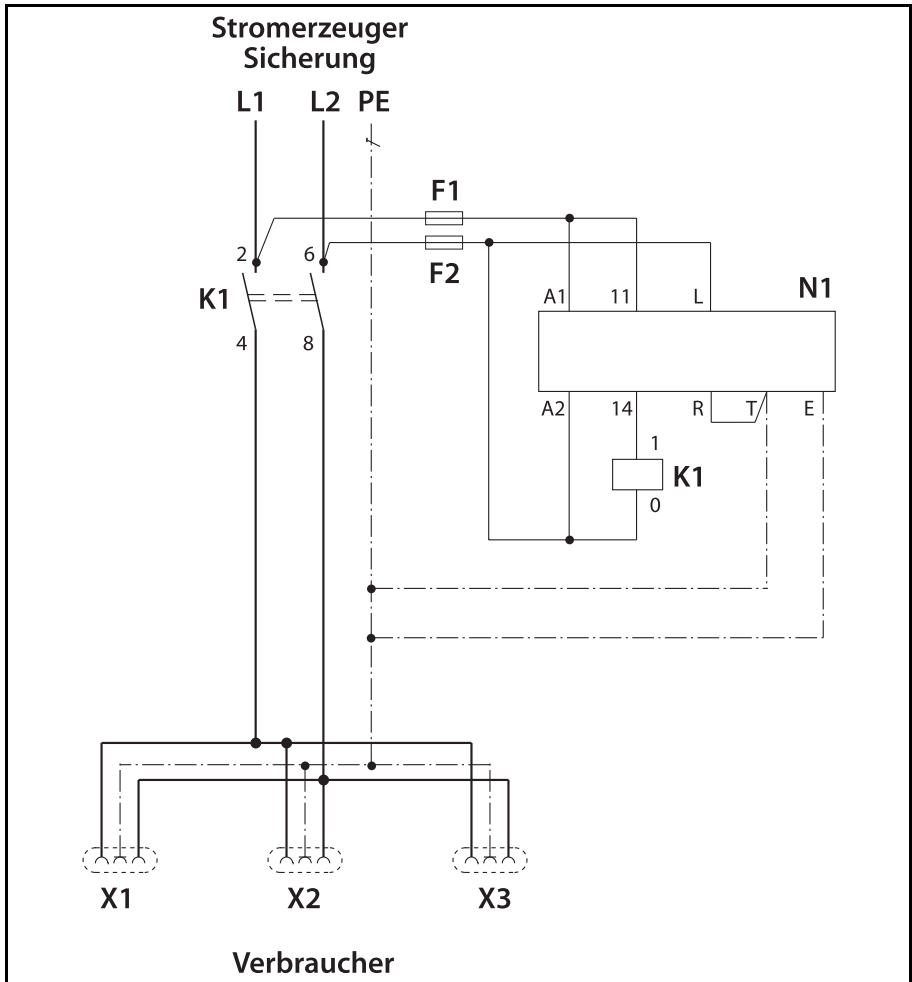 Stromerzeuger
Sicherung
L1 L2 PE
F1
F2
2 6
K1
4 8
A1 11 L N1
A2 14 R T E
1
K1
0
X1 X2 X3
Verbraucher